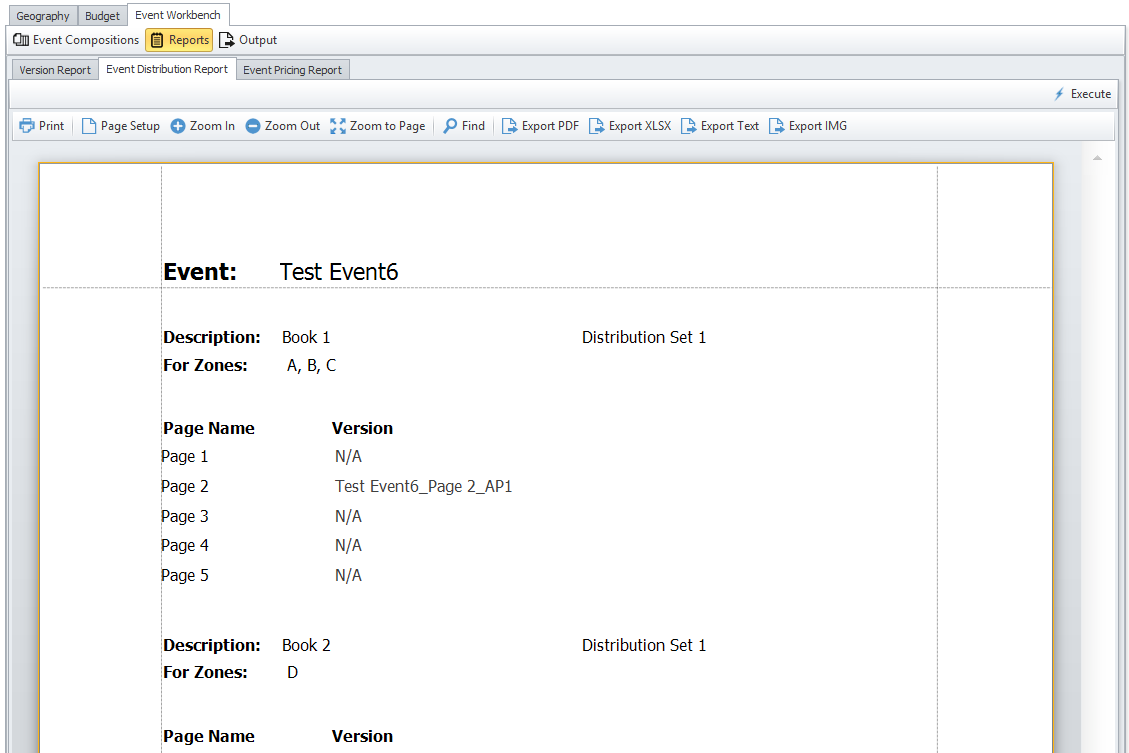 Geography Budget Event Workbench
Event Compositions Reports Output
Version Report Event Distribution Report Event Pricing Report
Execute
Print Page Setup Zoom In Zoom Out Zoom to Page Find Export PDF Export XLSX Export Text Export IMG
Event: Test Event6
Description: Book 1 Distribution Set 1
For Zones: A, B, C
Page Name Version
Page 1 N/A
Page 2 Test Event6_Page 2_AP1
Page 3 N/A
Page 4 N/A
Page 5 N/A
Description: Book 2 Distribution Set 1
For Zones: D
Page Name Version